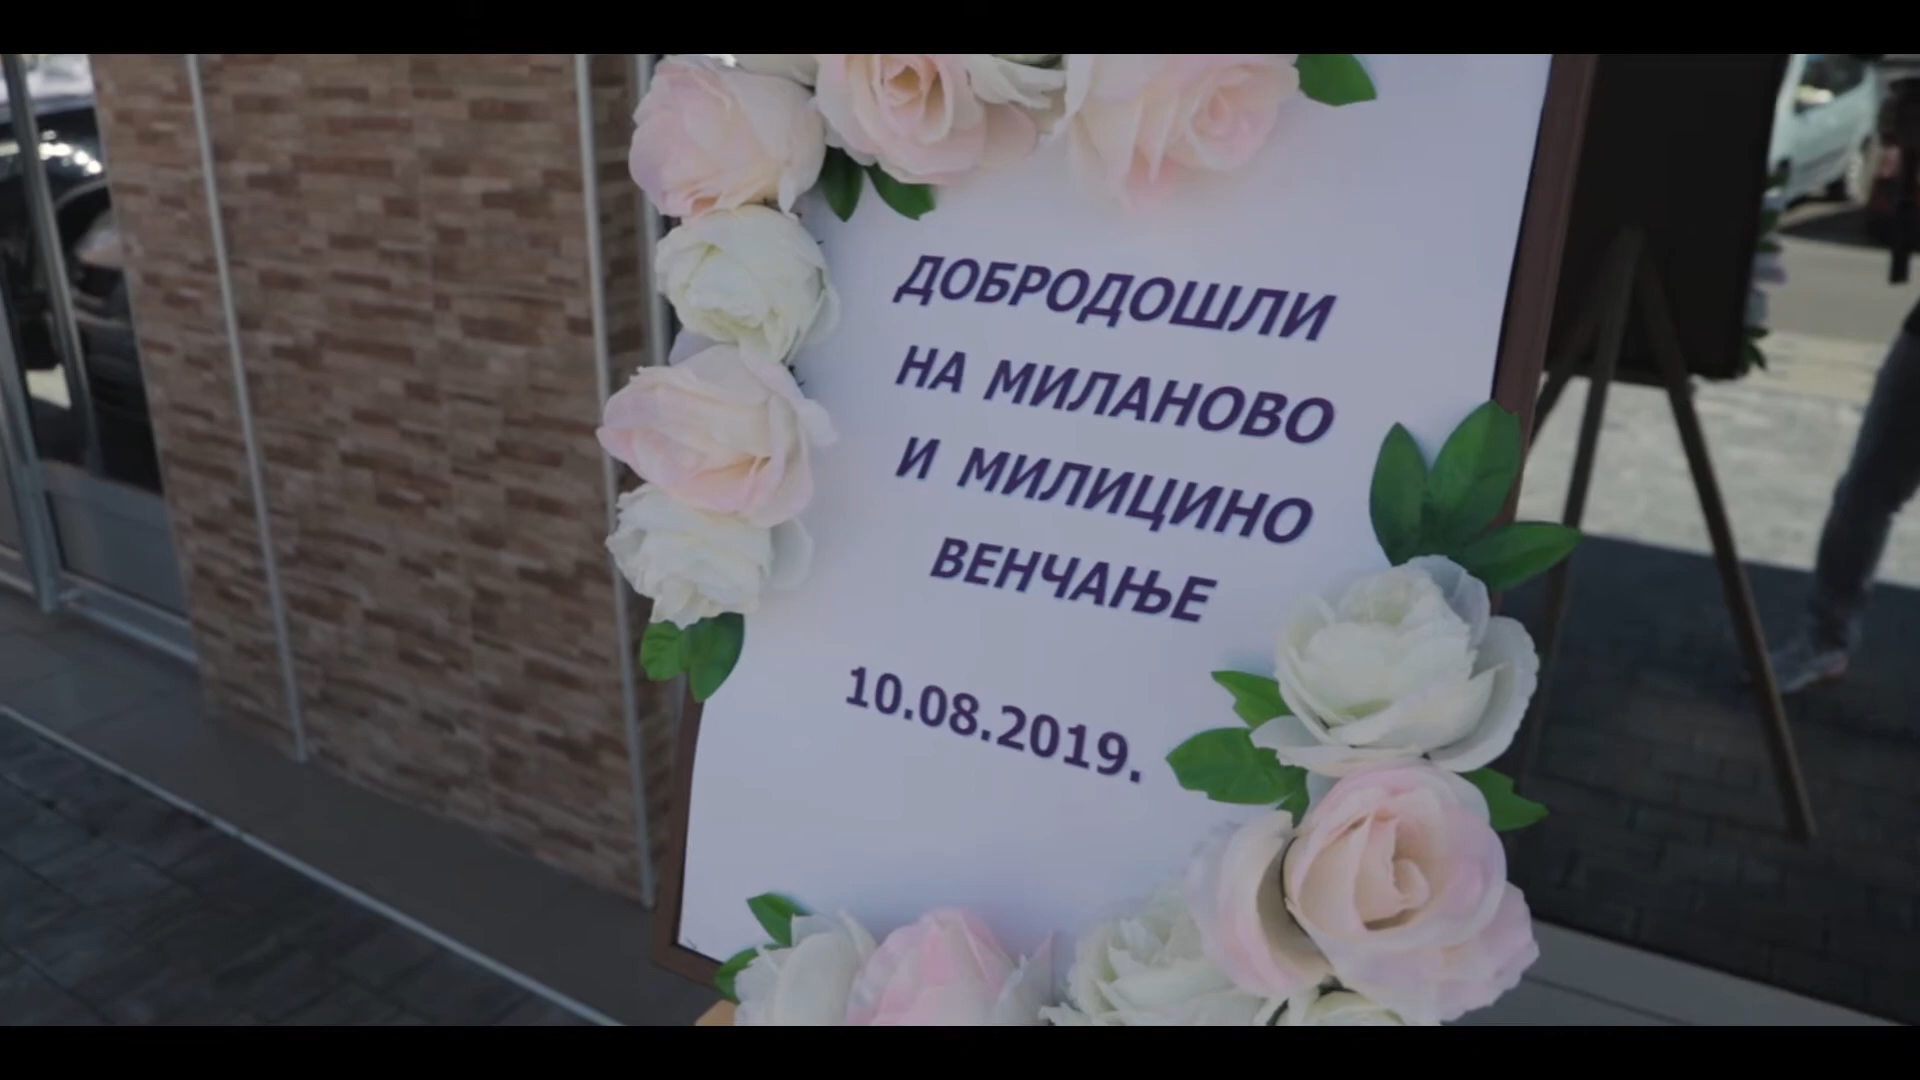 ДОБРОДОШЛИ
НА МИЛАНОВО
И МИЛИЦИНО
ВЕНЧАЊЕ
10.08.2019.